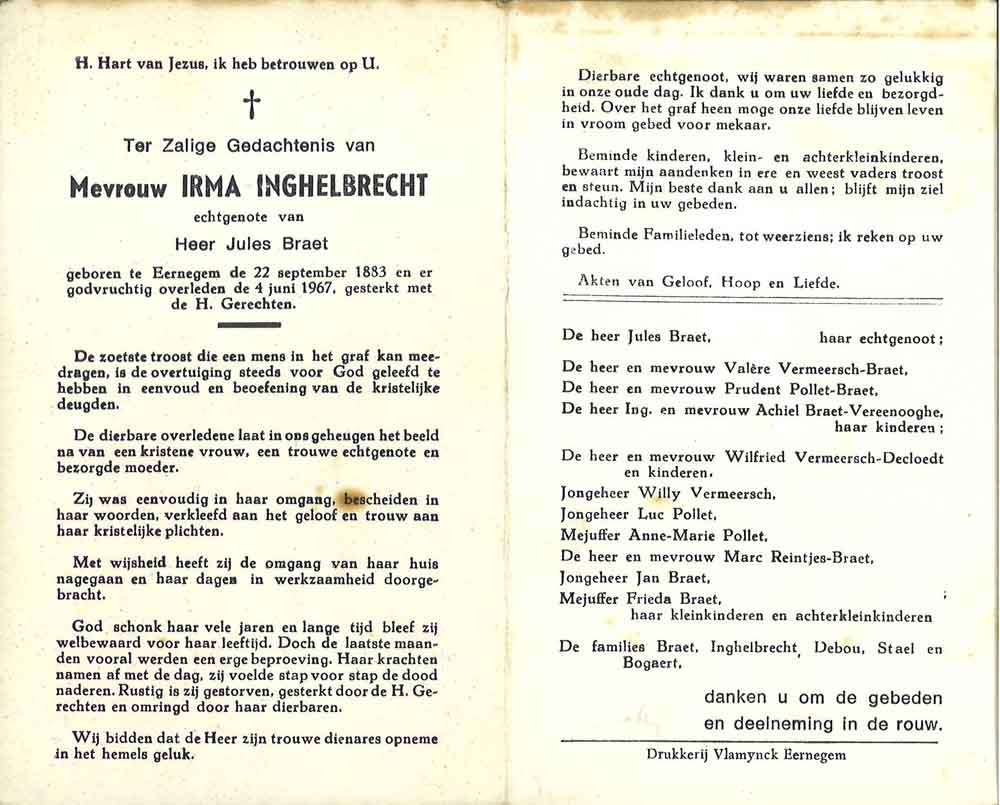 H. Hart van Jezus, ik heb betrouwen op U.
Ter Zalige Gedachtenis van
Mevrouw IRMA INGHELBRECHT
echtgenote van
Heer Jules Braet
geboren te Eernegem de 22 september 1883 en er
godvruchtig overleden de 4 juni 1967, gesterkt met
de H. Gerechten.
De zoetste troost die een mens in het graf kan mee-
dragen, is de overtuiging steeds voor God geleefd te
hebben in eenvoud en beoefening van de kristelijke
deugden.
De dierbare overledene laat in ons geheugen het beeld
na van een kristene vrouw, een trouwe echtgenote en
bezorgde moeder.
Zij was eenvoudig in haar omgang, bescheiden in
haar woorden, verkleefd aan het geloof en trouw aan
haar kristelijke plichten.
Met wijsheid heeft zij de omgang van haar huis
nagegaan en haar dagen in werkzaamheid doorge-
bracht.
God schonk haar vele jaren en lange tijd bleef zij
welbewaard voor haar leeftijd. Doch de laatste maan-
den vooral werden een erge beproeving. Haar krachten
namen af met de dag, zij voelde stap voor stap de dood
naderen. Rustig is zij gestorven, gesterkt door de H. Ge-
rechten en omringd door haar dierbaren.
Wij bidden dat de Heer zijn trouwe dienares opneme
in het hemels geluk.
Dierbare echtgenoot, wij waren samen zo gelukkig
in onze oude dag. Ik dank u om uw liefde en bezorgd-
heid. Over het graf heen moge onze liefde blijven leven
in vroom gebed voor mekaar.
Beminde kinderen, klein- en achterkleinkinderen,
bewaart mijn aandenken in ere en weest vaders troost
en steun. Mijn beste dank aan u allen; blijft mijn ziel
indachtig in uw gebeden.
Beminde Familieleden, tot weerziens; ik reken op uw
gebed.
Akten van Geloof, Hoop en Liefde.
De heer Jules Braet, haar echtgenoot;
De heer en mevrouw Valère Vermeersch-Braet,
De heer en mevrouw Prudent Pollet-Braet,
De heer Ing. en mevrouw Achiel Braet-Vereenooghe,
haar kinderen;
De heer en mevrouw Wilfried Vermeersch-Decloedt
en kinderen,
Jongeheer Willy Vermeersch,
Jongeheer Luc Pollet,
Mejuffer Anne-Marie Pollet,
De heer en mevrouw Marc Reintjes-Braet,
Jongeheer Jan Braet,
Mejuffer Frieda Braet,
haar kleinkinderen en achterkleinkinderen
De families Braet, Inghelbrecht, Debou, Stael en
Bogaert,
danken u om de gebeden
en deelneming in de rouw.
Drukkerij Vlamynck Eernegem